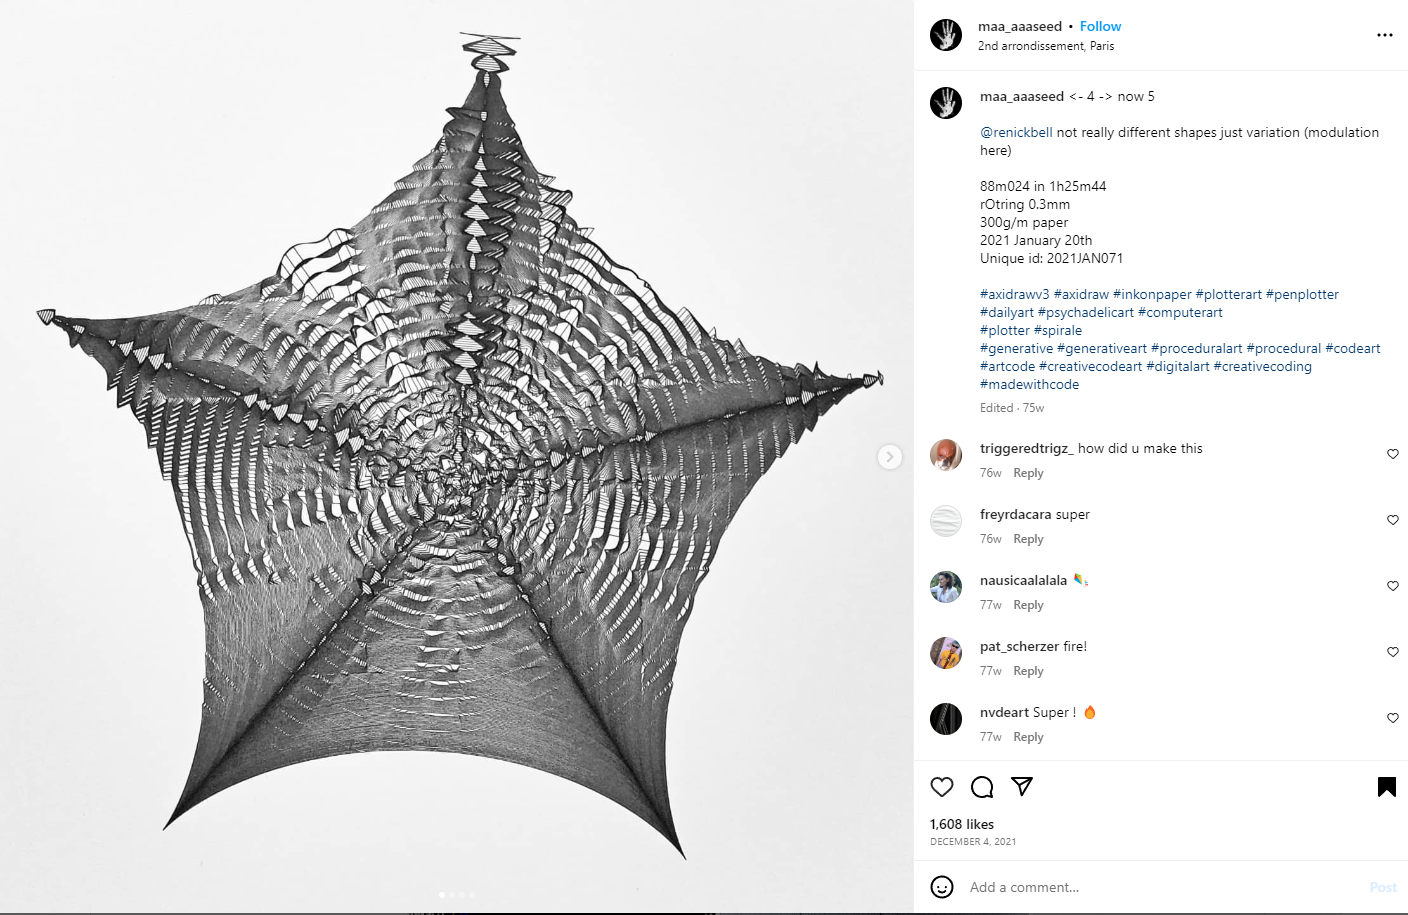 maa_aaaseed • Follow
2nd arrondissement, Paris
maa_aaaseed <- 4 -> now 5
@renickbell not really different shapes just variation (modulation
here)
88m024 in 1h25m44
rOtring 0.3mm
300g/m paper
2021 January 20th
Unique id: 2021JAN071
#axidrawv3 #axidraw #inkonpaper #plotterart #penplotter
#dailyart #psychadelicart #computerart
#plotter #spirale
#generative #generativeart #proceduralart #procedural #codeart
#artcode #creativecodeart #digitalart #creativecoding
#madewithcode
Edited · 75w
triggeredtrigz_ how did u make this
76w Reply
freyrdacara super
76w Reply
nausicaalalala 🪁
77w Reply
pat_scherzer fire!
77w Reply
nvdeart Super ! 🔥
77w Reply
1,608 likes
DECEMBER 4, 2021
Add a comment... Post